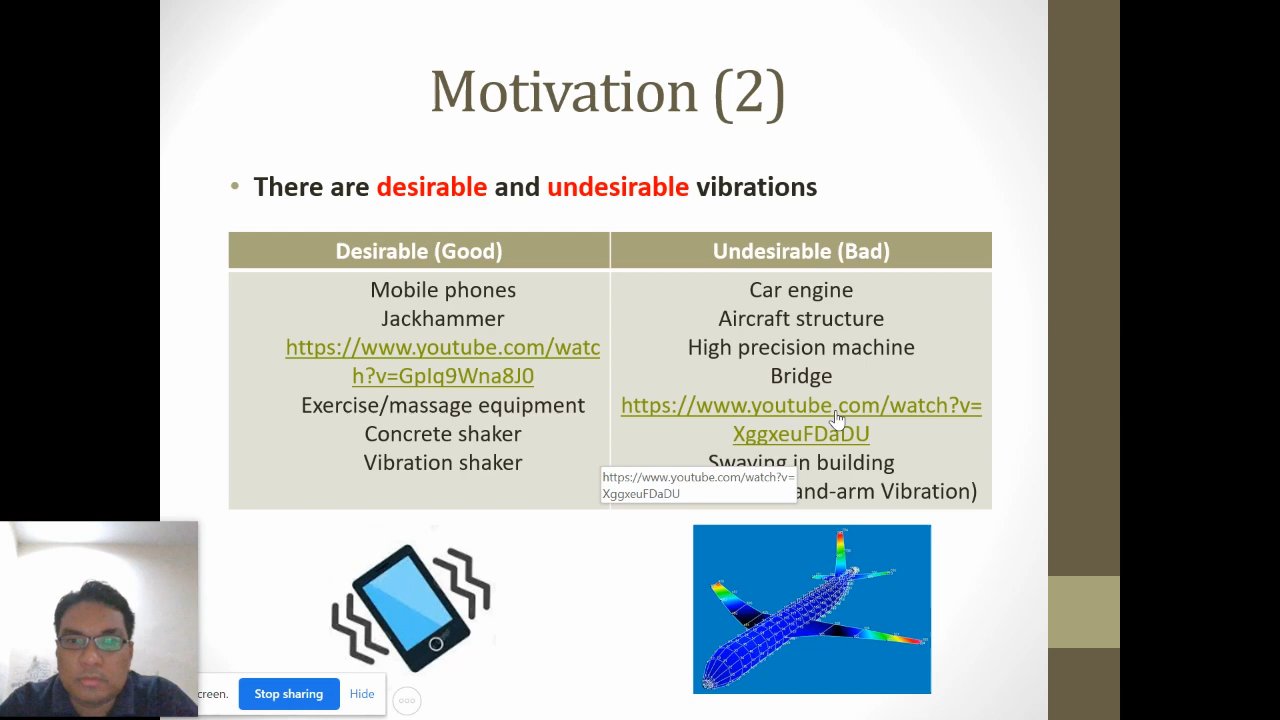 Motivation (2)
• There are desirable and undesirable vibrations
Desirable (Good)
Undesirable (Bad)
Mobile phones
Jackhammer
https://www.youtube.com/watc
h?v=GpIq9Wna8J0
Exercise/massage equipment
Concrete shaker
Vibration shaker
Car engine
Aircraft structure
High precision machine
Bridge
https://www.youtube.com/watch?v=
XggxeuFDaDU
Swaying in building
and-arm Vibration)
https://www.youtube.com/watch?v=
XggxeuFDaDU
creen.
Stop sharing
Hide